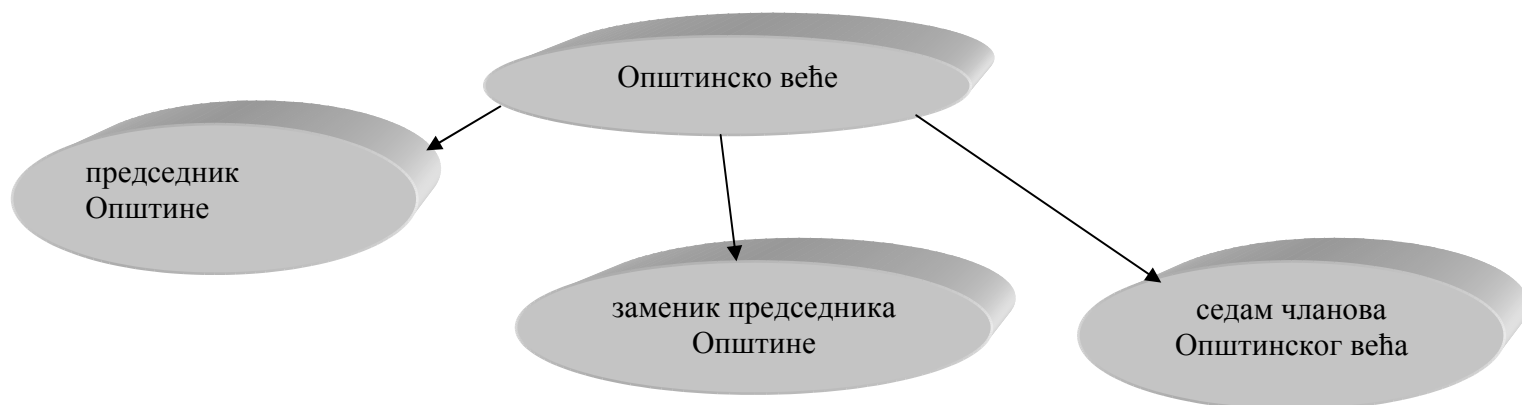 Општинско веће
председник
Општине
заменик председника
Општине
седам чланова
Општинског већа